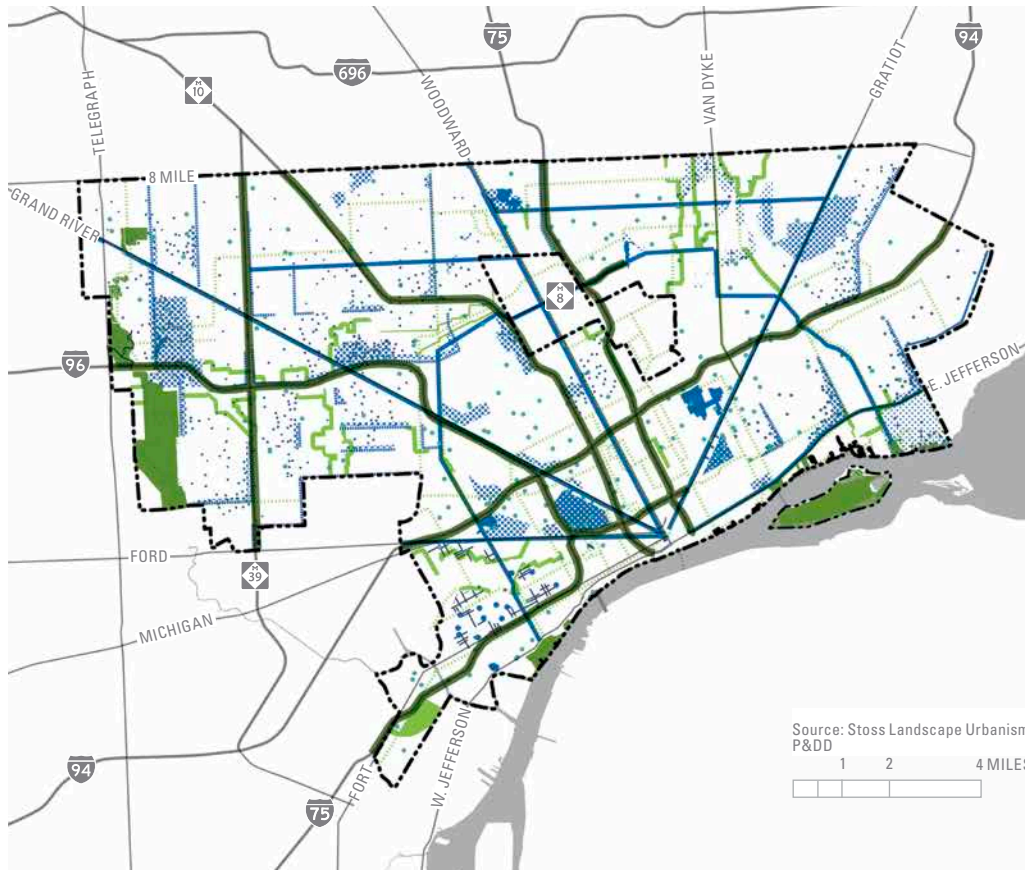 75
94
696
M
10
TELEGRAPH
WOODWARD
VAN DYKE
GRATIOT
8 MILE
GRAND RIVER
M
8
96
E. JEFFERSON
FORD
M
39
MICHIGAN
Source: Stoss Landscape Urbanism
P&DD
1 2 4 MILES
94
75
FORT
W. JEFFERSON